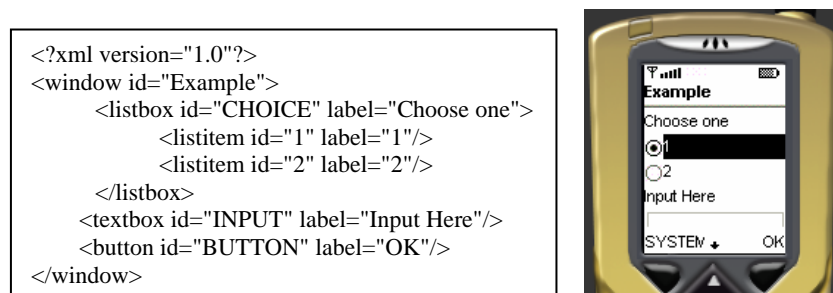 <?xml version="1.0"?>
<window id="Example">
<listbox id="CHOICE" label="Choose one">
<listitem id="1" label="1"/>
<listitem id="2" label="2"/>
</listbox>
<textbox id="INPUT" label="Input Here"/>
<button id="BUTTON" label="OK"/>
</window>
Example
Choose one
1
2
Input Here
SYSTEM OK